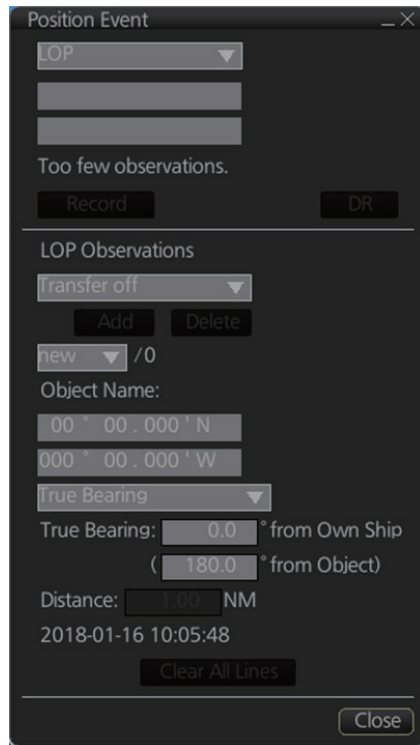 Position Event
LOP
Too few observations.
Record DR
LOP Observations
Transfer off
Add Delete
new /0
Object Name:
00 ° 00 . 000 ' N
000 ° 00 . 000 ' W
True Bearing
True Bearing: 0.0 ° from Own Ship
( 180.0 ° from Object)
Distance: 1.00 NM
2018-01-16 10:05:48
Clear All Lines
Close